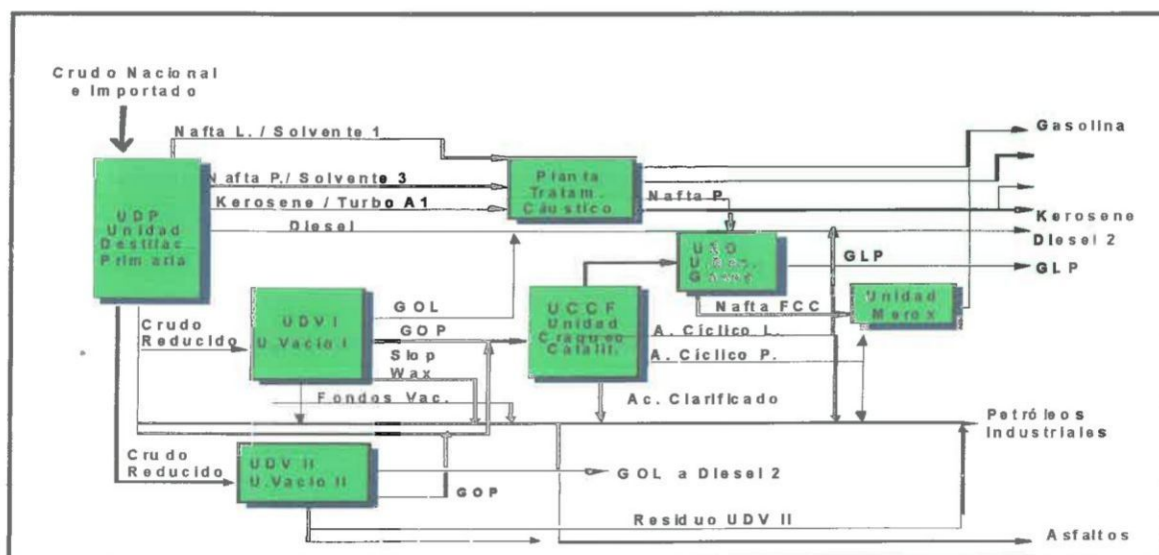 Crudo Nacional
e Importado
Nafta L. / Solvente 1
Gasolina
UDP
Unidad
Destilac.
Primaria
Nafta P./ Solvente 3
Kerosene / Turbo A1
Diesel
Planta
Tratam.
Cáustico
Nafta P.
Kerosene
Diesel 2
GLP
GLP
Nafta FCC
Unidad
Merox
Crudo
Reducido
UDV I
U.Vacío I
GOL
GOP
Slop
Wax
Fondos Vac.
UCCF
Unidad
Craqueo
Catalit.
A. Cíclico L.
A. Cíclico P.
Ac. Clarificado
Petróleos
Industriales
Crudo
Reducido
UDV II
U.Vacío II
GOP
GOL a Diesel 2
Residuo UDV II
Asfaltos